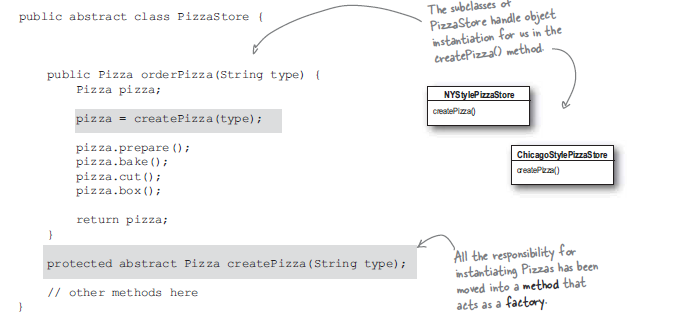 public abstract class PizzaStore {
public Pizza orderPizza(String type) {
Pizza pizza;
pizza = createPizza(type);
pizza.prepare();
pizza.bake();
pizza.cut();
pizza.box();
return pizza;
}
protected abstract Pizza createPizza(String type);
// other methods here
}
The subclasses of
PizzaStore handle object
instantiation for us in the
createPizza() method.
NYStylePizzaStore
createPizza()
ChicagoStylePizzaStore
createPizza()
All the responsibility for
instantiating Pizzas has been
moved into a method that
acts as a factory.